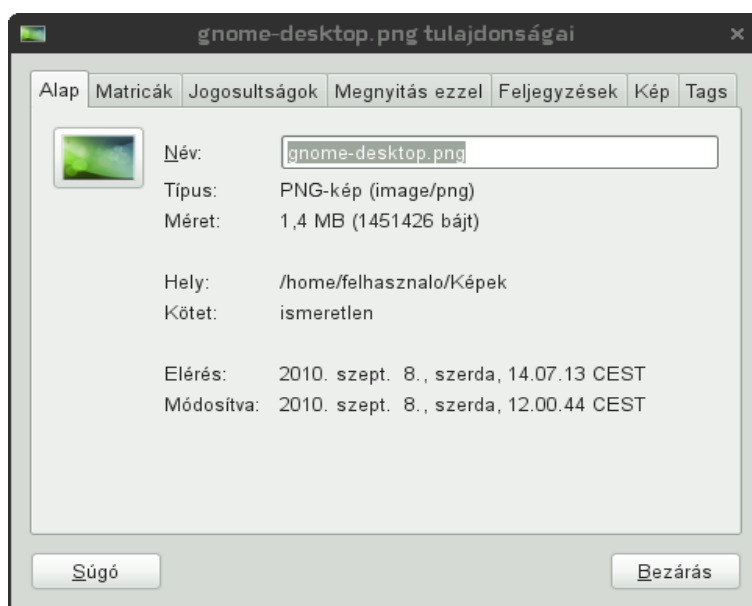 gnome-desktop.png tulajdonságai
Alap Matricák Jogosultságok Megnyitás ezzel Feljegyzések Kép Tags
Név: gnome-desktop.png
Típus: PNG-kép (image/png)
Méret: 1,4 MB (1451426 bájt)
Hely: /home/felhasznalo/Képek
Kötet: ismeretlen
Elérés: 2010. szept. 8., szerda, 14.07.13 CEST
Módosítva: 2010. szept. 8., szerda, 12.00.44 CEST
Súgó Bezárás